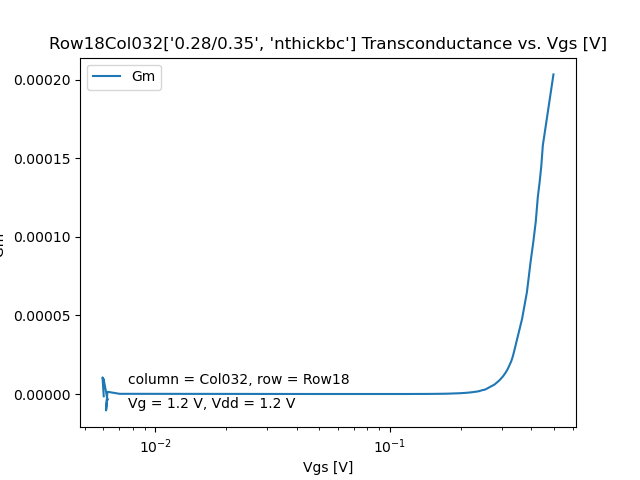 Row18Col032['0.28/0.35', 'nthickbc'] Transconductance vs. Vgs [V]
Gm
0.00020
0.00015
0.00010
0.00005
0.00000
column = Col032, row = Row18
Vg = 1.2 V, Vdd = 1.2 V
10⁻²
10⁻¹
Vgs [V]